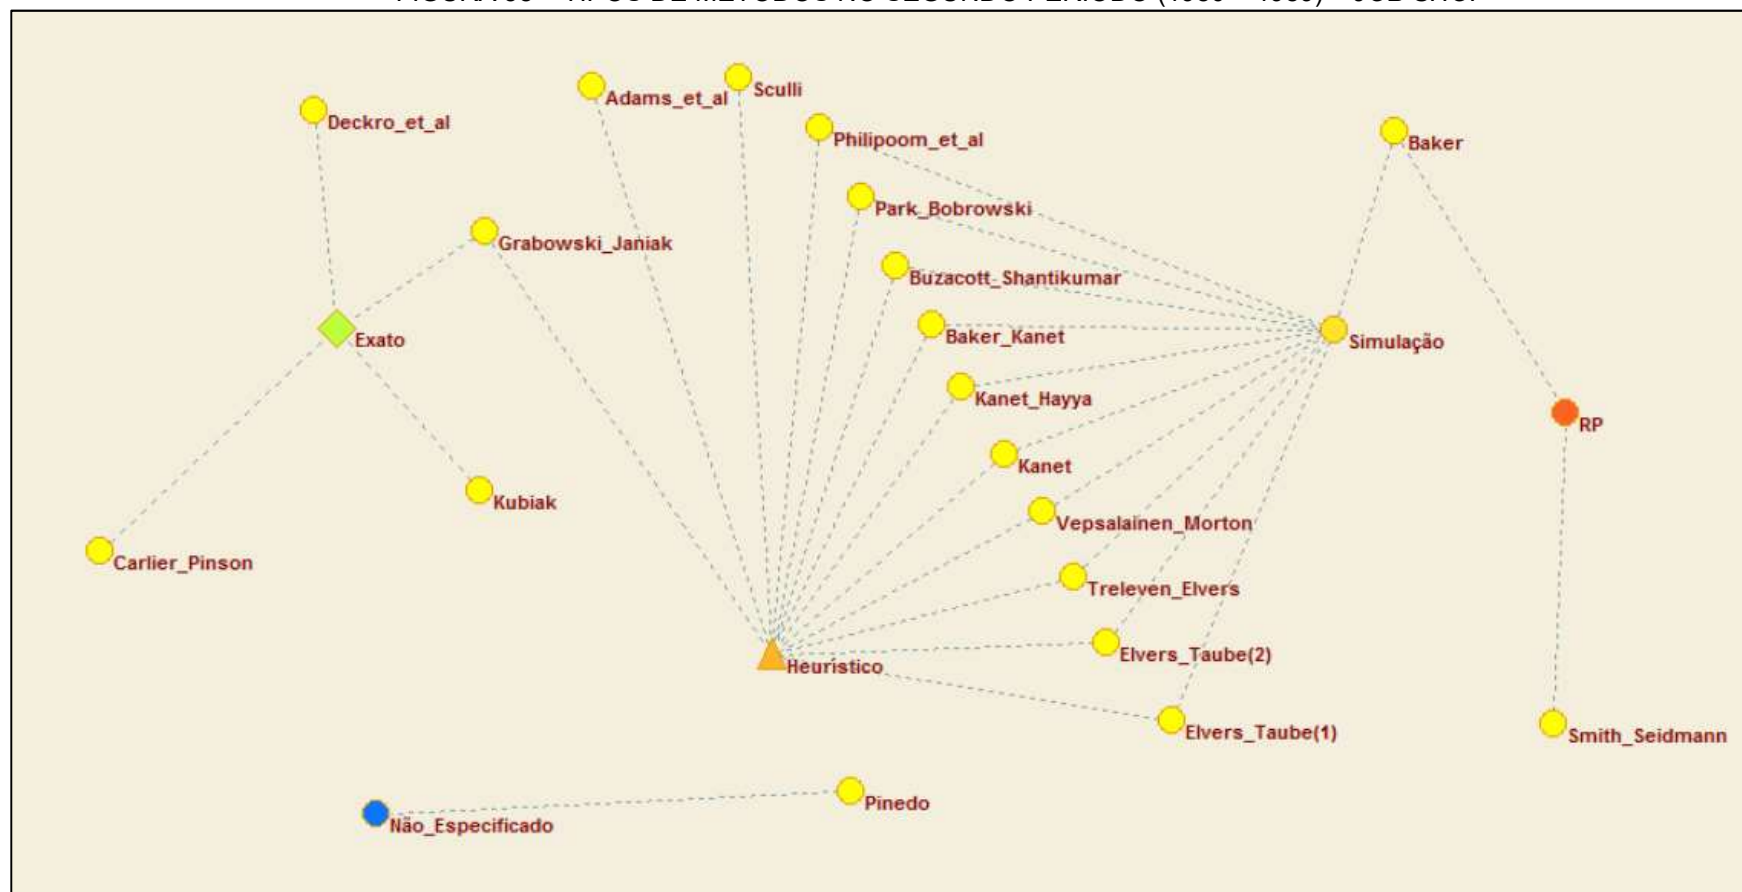 Sculli
Adams_et_al
Deckro_et_al
Philipoom_et_al
Baker
Park_Bobrowski
Grabowski_Janiak
Buzacott_Shantikumar
Baker_Kanet
Exato
Simulação
Kanet_Hayya
RP
Kanet
Kubiak
Vepsalainen_Morton
Carlier_Pinson
Treleven_Elvers
Elvers_Taube(2)
Heurístico
Elvers_Taube(1)
Smith_Seidmann
Pinedo
Não_Especificado